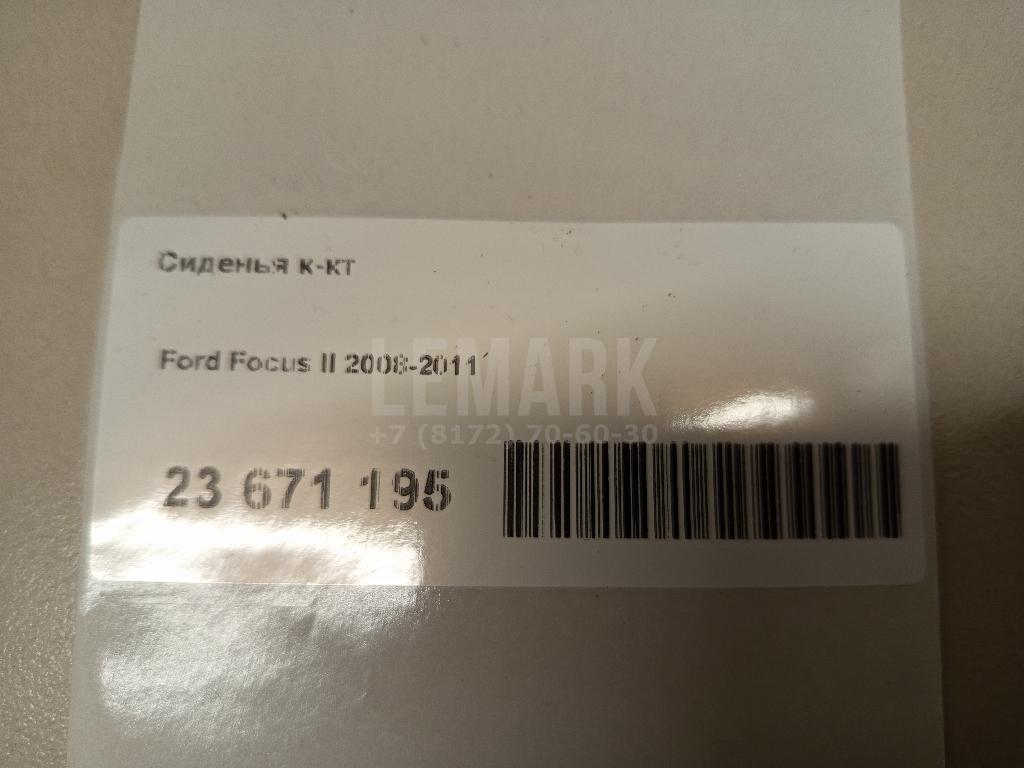 Сиденья к-кт
Ford Focus II 2008-2011
LEMARK
+7 (8172) 70-60-30
23 671 195